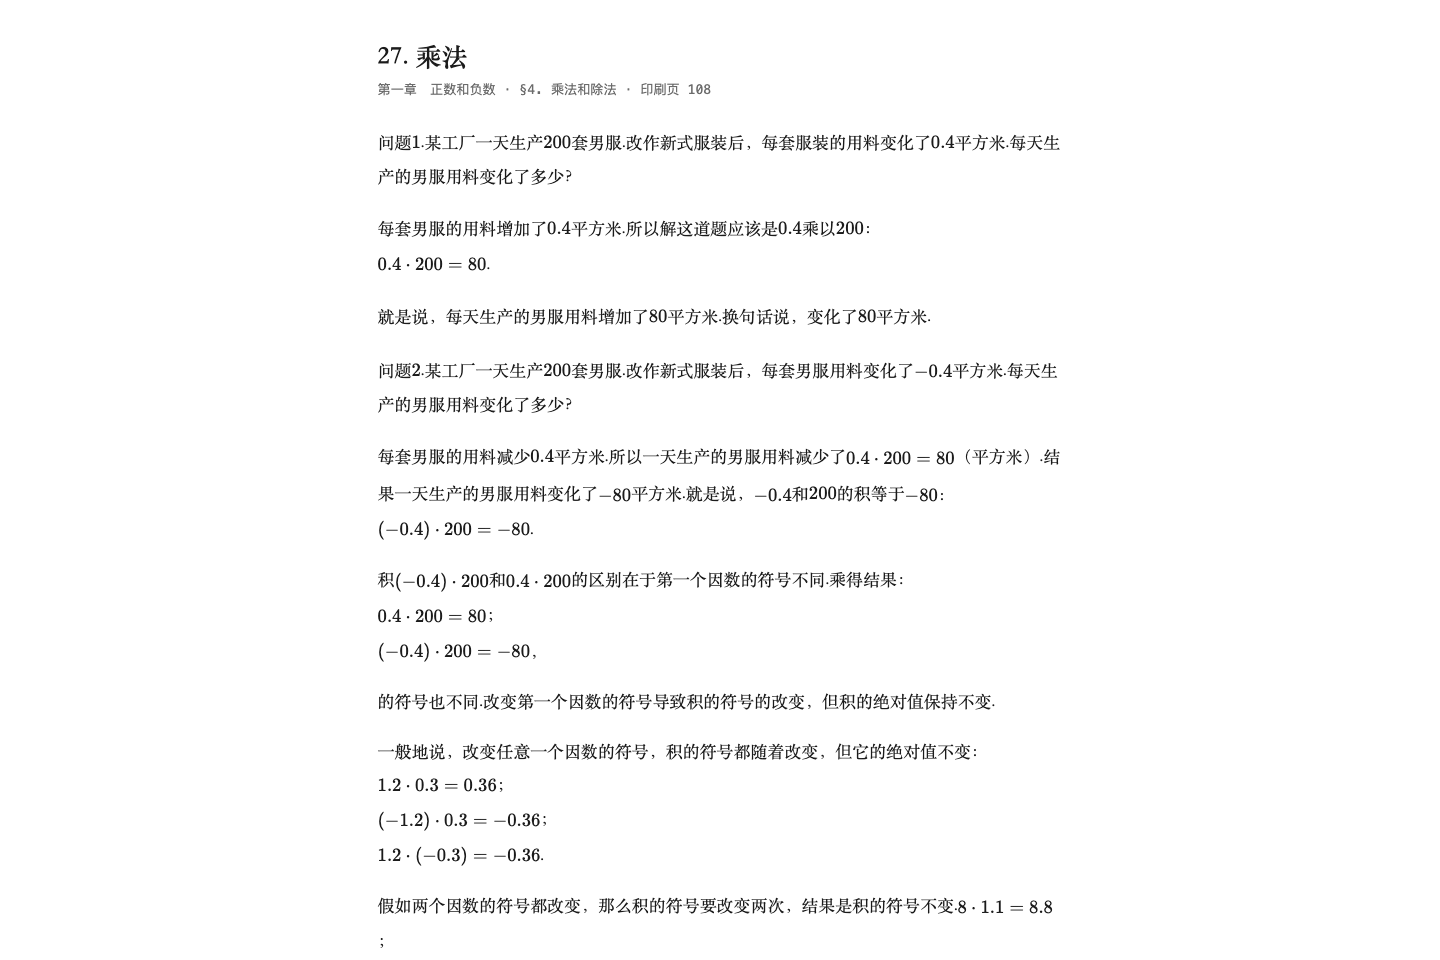 27. 乘法
第一章 正数和负数 · §4. 乘法和除法 · 印刷页 108
问题1.某工厂一天生产200套男服.改作新式服装后，每套服装的用料变化了0.4平方米.每天生
产的男服用料变化了多少?
每套男服的用料增加了0.4平方米.所以解这道题应该是0.4乘以200：
0.4 · 200 = 80.
就是说，每天生产的男服用料增加了80平方米.换句话说，变化了80平方米.
问题2.某工厂一天生产200套男服.改作新式服装后，每套男服用料变化了−0.4平方米.每天生
产的男服用料变化了多少?
每套男服的用料减少0.4平方米.所以一天生产的男服用料减少了0.4 · 200 = 80（平方米）.结
果一天生产的男服用料变化了−80平方米.就是说，−0.4和200的积等于−80：
(−0.4) · 200 = −80.
积(−0.4) · 200和0.4 · 200的区别在于第一个因数的符号不同.乘得结果：
0.4 · 200 = 80；
(−0.4) · 200 = −80，
的符号也不同.改变第一个因数的符号导致积的符号的改变，但积的绝对值保持不变.
一般地说，改变任意一个因数的符号，积的符号都随着改变，但它的绝对值不变：
1.2 · 0.3 = 0.36；
(−1.2) · 0.3 = −0.36；
1.2 · (−0.3) = −0.36.
假如两个因数的符号都改变，那么积的符号要改变两次，结果是积的符号不变.8 · 1.1 = 8.8
；